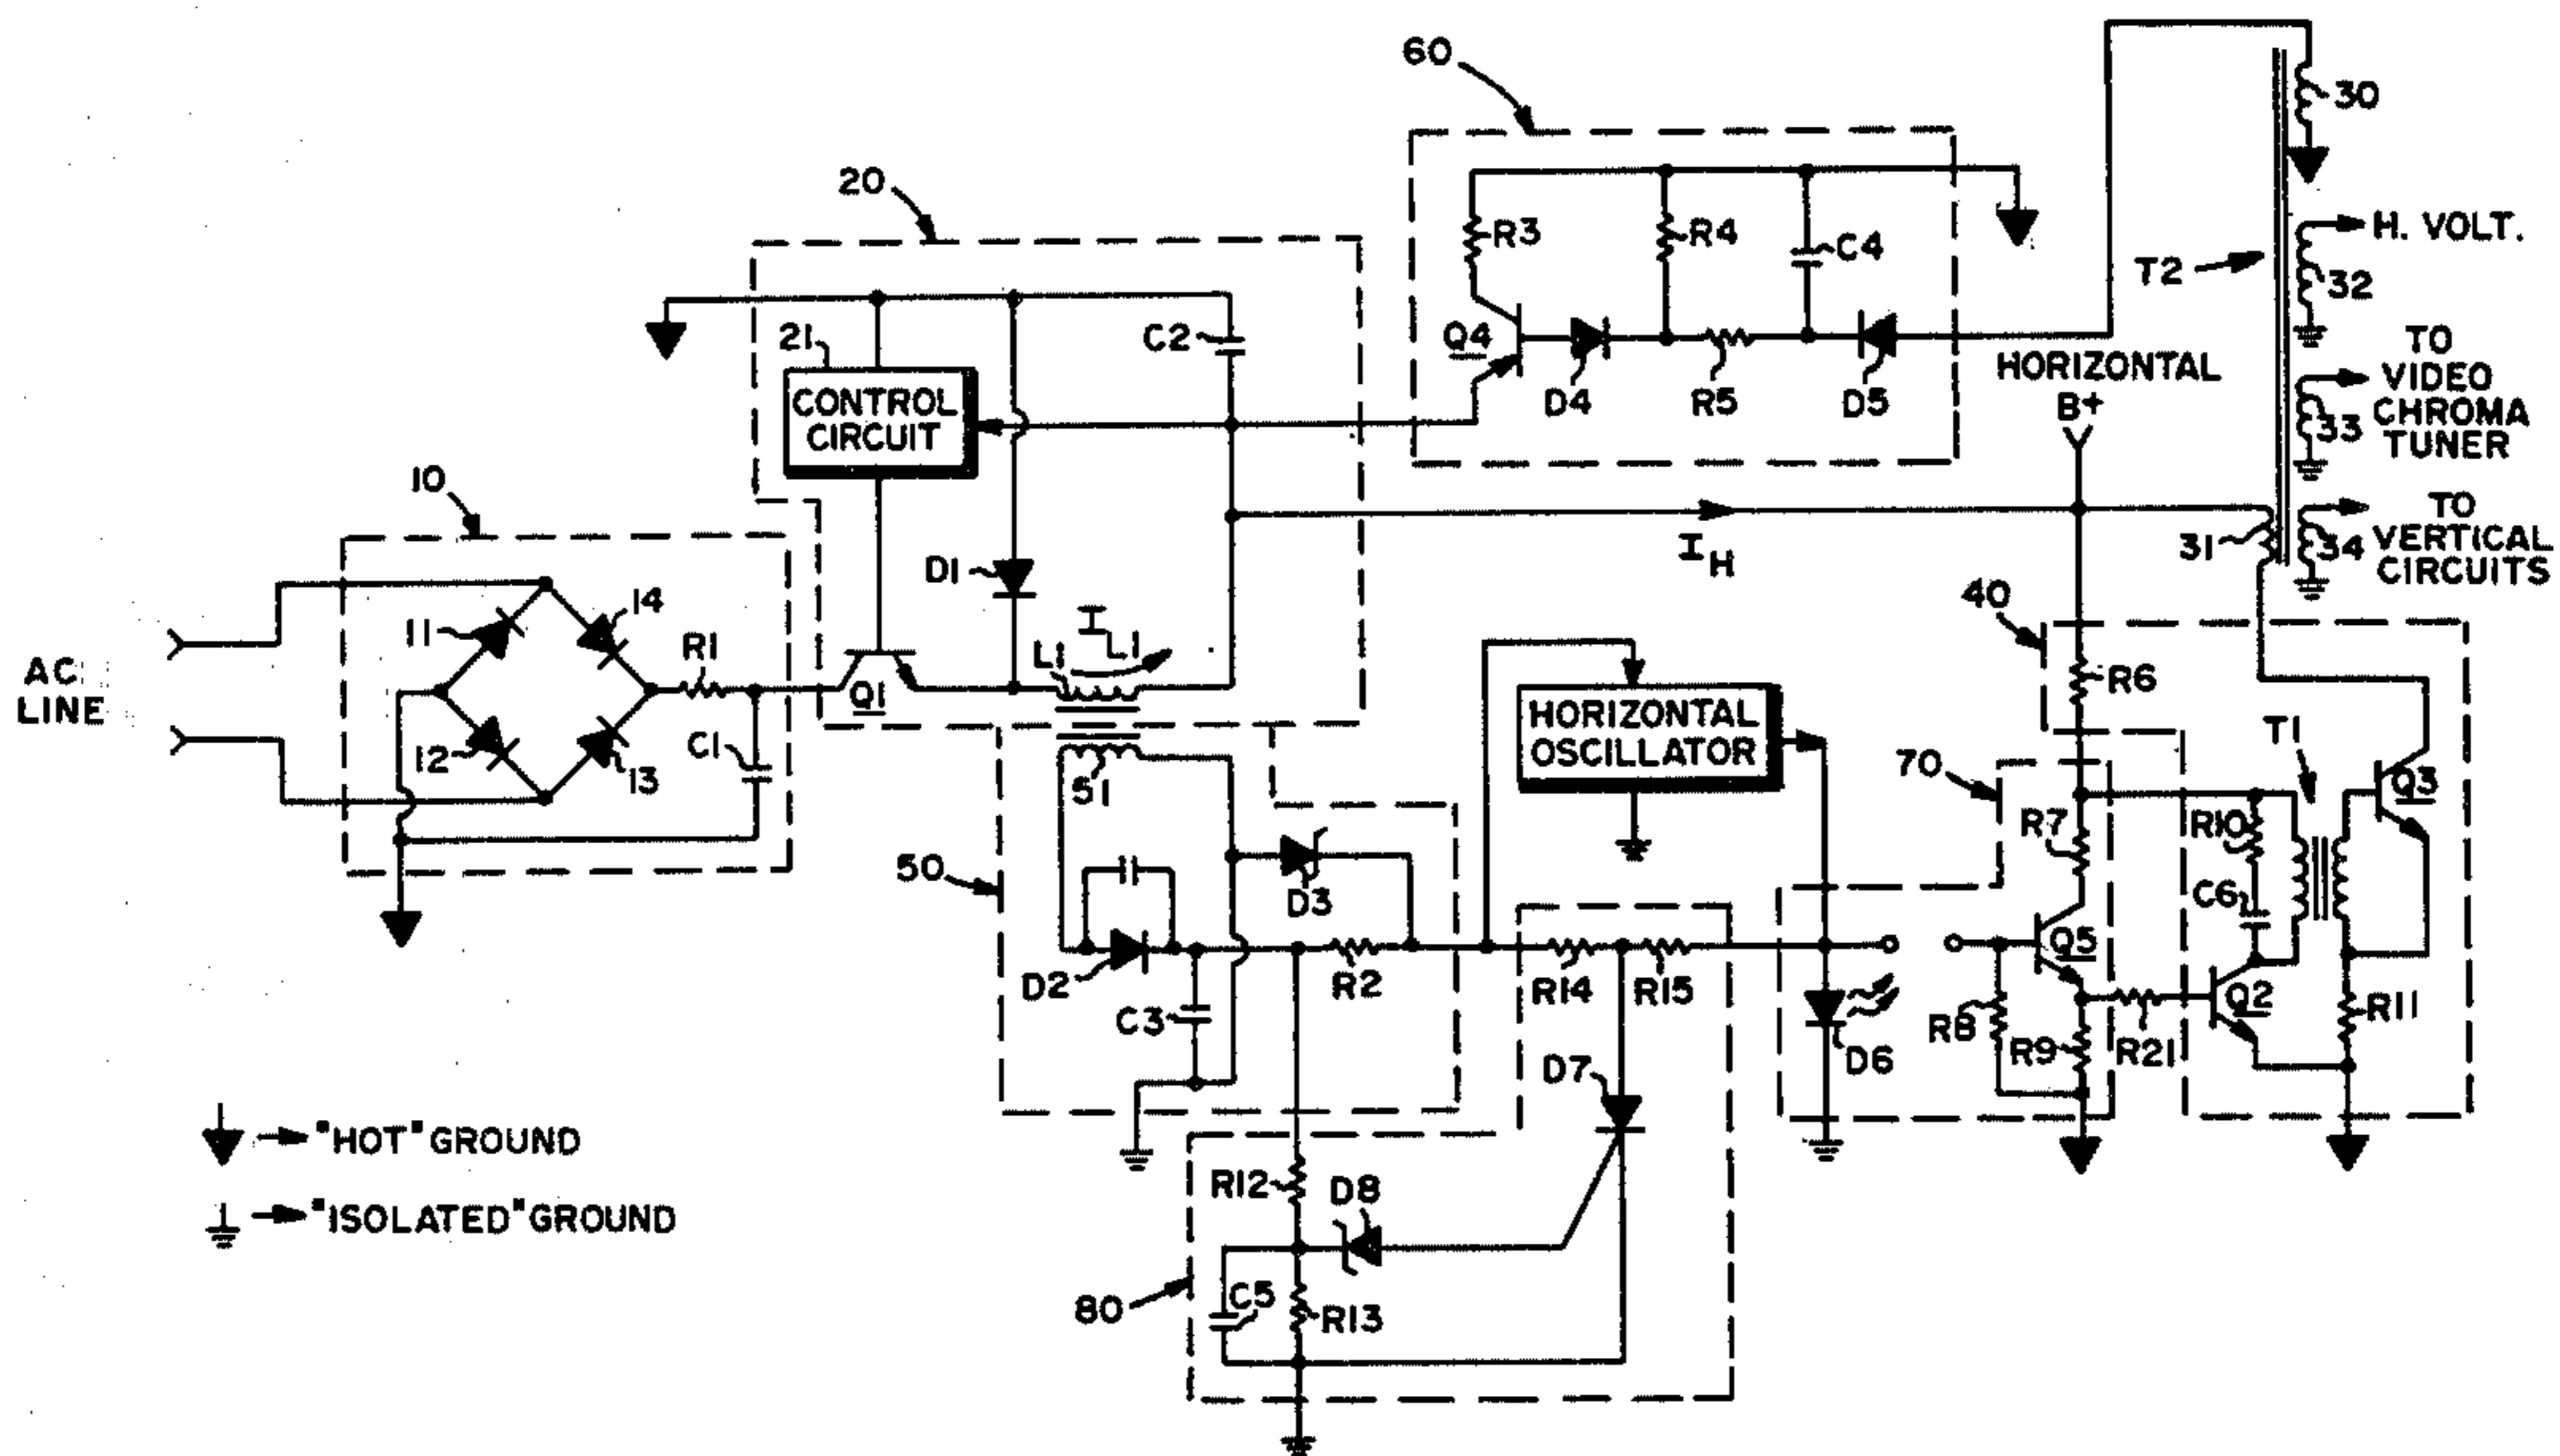 60
30
20
H. VOLT.
R3
R4
C4
T2
32
21
C2
Q4
TO
VIDEO
CHROMA
TUNER
33
HORIZONTAL
B+
D4
R5
D5
CONTROL
CIRCUIT
10
TO
VERTICAL
CIRCUITS
31
34
I H
40
D1
I L1
L1
14
11
R1
Q1
AC
LINE
R6
HORIZONTAL
OSCILLATOR
T1
12
13
C1
51
70
Q3
R7
R10
50
D3
C6
Q5
D2
R2
R14
R15
Q2
R11
C3
R8
R9
R21
D6
D7
"HOT" GROUND
R12
D8
"ISOLATED" GROUND
80
C5
R13